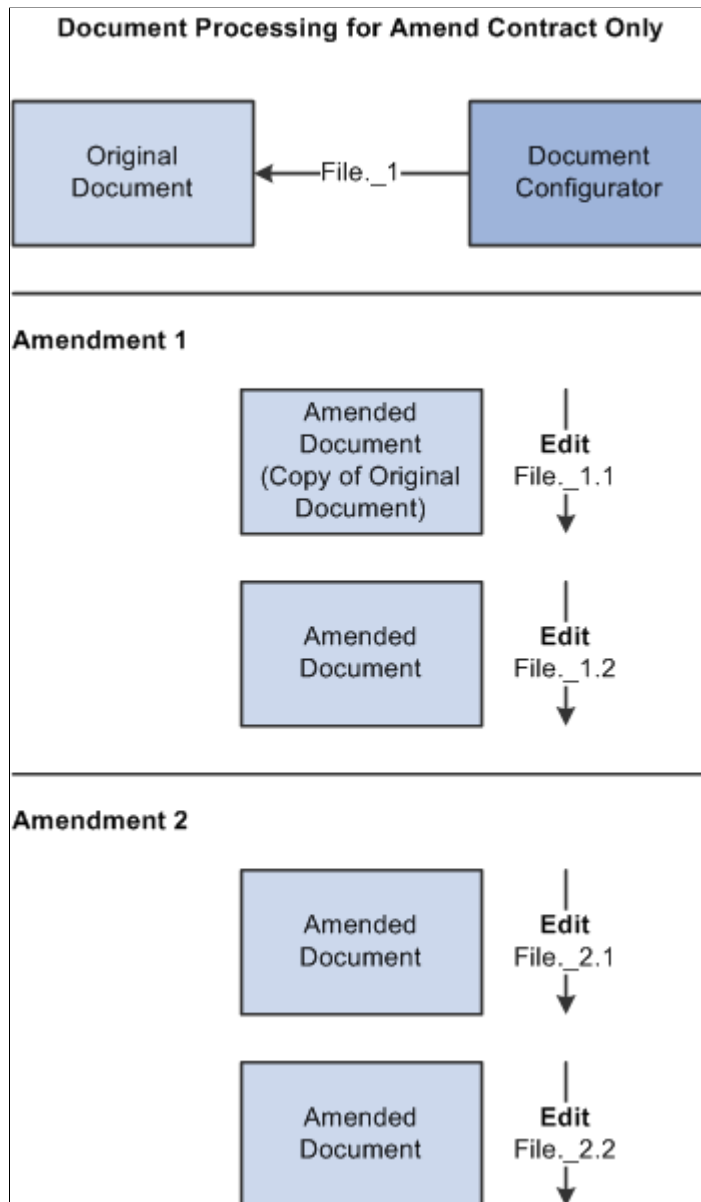 Document Processing for Amend Contract Only
Original
Document
File._1
Document
Configurator
Amendment 1
Amended
Document
(Copy of Original
Document)
Edit
File._1.1
Amended
Document
Edit
File._1.2
Amendment 2
Amended
Document
Edit
File._2.1
Amended
Document
Edit
File._2.2